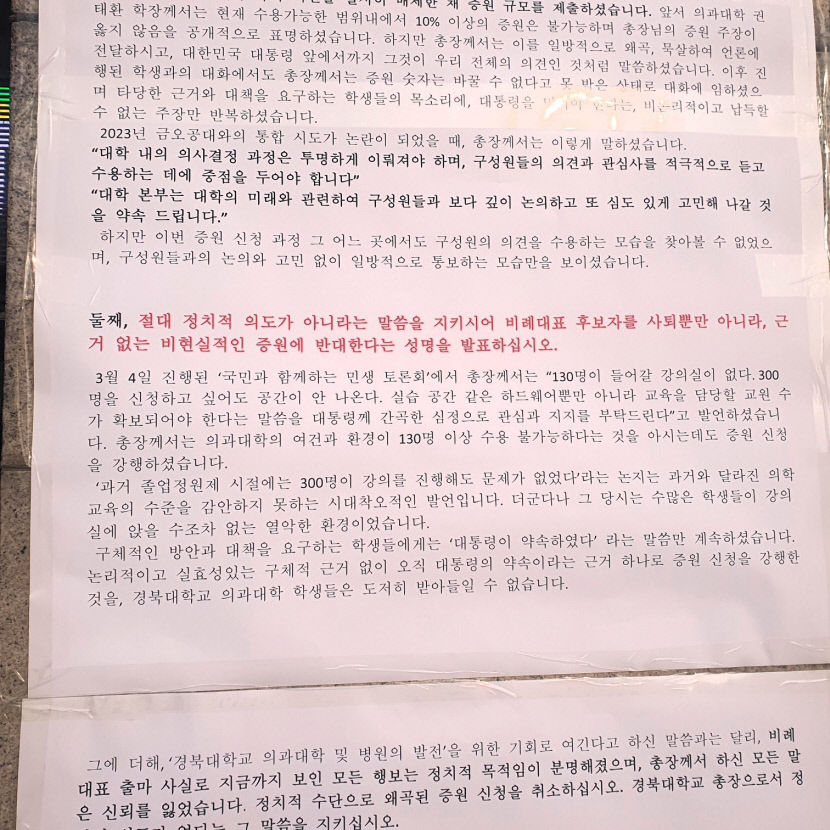 배제한 채 증원 규모를 제출하셨습니다. 앞서 의과대학 권
태환 학장께서는 현재 수용가능한 범위내에서 10% 이상의 증원은 불가능하며 총장님의 증원 주장이
옳지 않음을 공개적으로 표명하셨습니다. 하지만 총장께서는 이를 일방적으로 왜곡, 묵살하여 언론에
전달하시고, 대한민국 대통령 앞에서까지 그것이 우리 전체의 의견인 것처럼 말씀하셨습니다. 이후 진
행된 학생과의 대화에서도 총장께서는 증원 숫자는 바꿀 수 없다고 못 박은 상태로 대화에 임하셨으
며 타당한 근거와 대책을 요구하는 학생들의 목소리에, 대통령을 비논리적이고 납득할
수 없는 주장만 반복하셨습니다.
2023년 금오공대와의 통합 시도가 논란이 되었을 때, 총장께서는 이렇게 말하셨습니다.
“대학 내의 의사결정 과정은 투명하게 이뤄져야 하며, 구성원들의 의견과 관심사를 적극적으로 듣고
수용하는 데에 중점을 두어야 합니다”
“대학 본부는 대학의 미래와 관련하여 구성원들과 보다 깊이 논의하고 또 심도 있게 고민해 나갈 것
을 약속 드립니다.”
하지만 이번 증원 신청 과정 그 어느 곳에서도 구성원의 의견을 수용하는 모습을 찾아볼 수 없었으
며, 구성원들과의 논의와 고민 없이 일방적으로 통보하는 모습만을 보이셨습니다.
둘째, 절대 정치적 의도가 아니라는 말씀을 지키시어 비례대표 후보자를 사퇴뿐만 아니라, 근
거 없는 비현실적인 증원에 반대한다는 성명을 발표하십시오.
3월 4일 진행된 ‘국민과 함께하는 민생 토론회’에서 총장께서는 “130명이 들어갈 강의실이 없다. 300
명을 신청하고 싶어도 공간이 안 나온다. 실습 공간 같은 하드웨어뿐만 아니라 교육을 담당할 교원 수
가 확보되어야 한다는 말씀을 대통령께 간곡한 심정으로 관심과 지지를 부탁드린다”고 발언하셨습니
다. 총장께서는 의과대학의 여건과 환경이 130명 이상 수용 불가능하다는 것을 아시는데도 증원 신청
을 강행하셨습니다.
‘과거 졸업정원제 시절에는 300명이 강의를 진행해도 문제가 없었다’라는 논지는 과거와 달라진 의학
교육의 수준을 감안하지 못하는 시대착오적인 발언입니다. 더군다나 그 당시는 수많은 학생들이 강의
실에 앉을 수조차 없는 열악한 환경이었습니다.
구체적인 방안과 대책을 요구하는 학생들에게는 ‘대통령이 약속하였다’ 라는 말씀만 계속하셨습니다.
논리적이고 실효성있는 구체적 근거 없이 오직 대통령의 약속이라는 근거 하나로 증원 신청을 강행한
것을, 경북대학교 의과대학 학생들은 도저히 받아들일 수 없습니다.
그에 더해, ‘경북대학교 의과대학 및 병원의 발전’을 위한 기회로 여긴다고 하신 말씀과는 달리, 비례
대표 출마 사실로 지금까지 보인 모든 행보는 정치적 목적임이 분명해졌으며, 총장께서 하신 모든 말
은 신뢰를 잃었습니다. 정치적 수단으로 왜곡된 증원 신청을 취소하십시오. 경북대학교 총장으로서 정
그 말씀을 지키십시오.